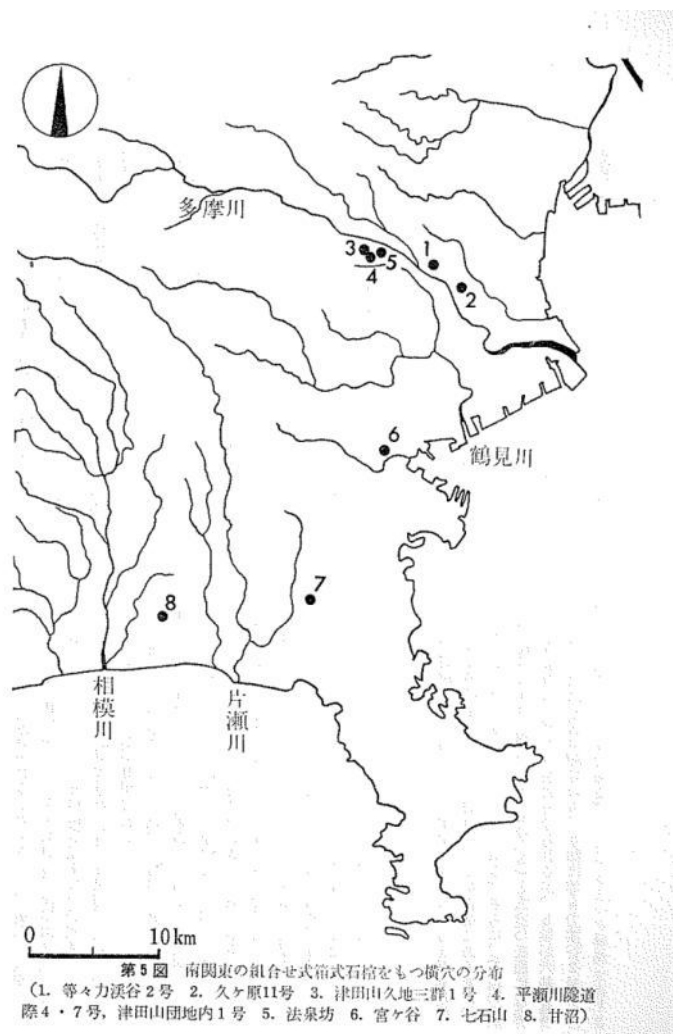 多摩川
3
5
4
1
2
6
鶴見川
7
8
相模川
片瀬川
0 10km
第5図 南関東の組合せ式箱式石棺をもつ横穴の分布
(1. 等々力渓谷2号 2. 久ケ原11号 3. 津田山久地三群1号 4. 平瀬川隧道
際4・7号, 津田山団地内1号 5. 法泉坊 6. 宮ケ谷 7. 七石山 8. 甘沼)